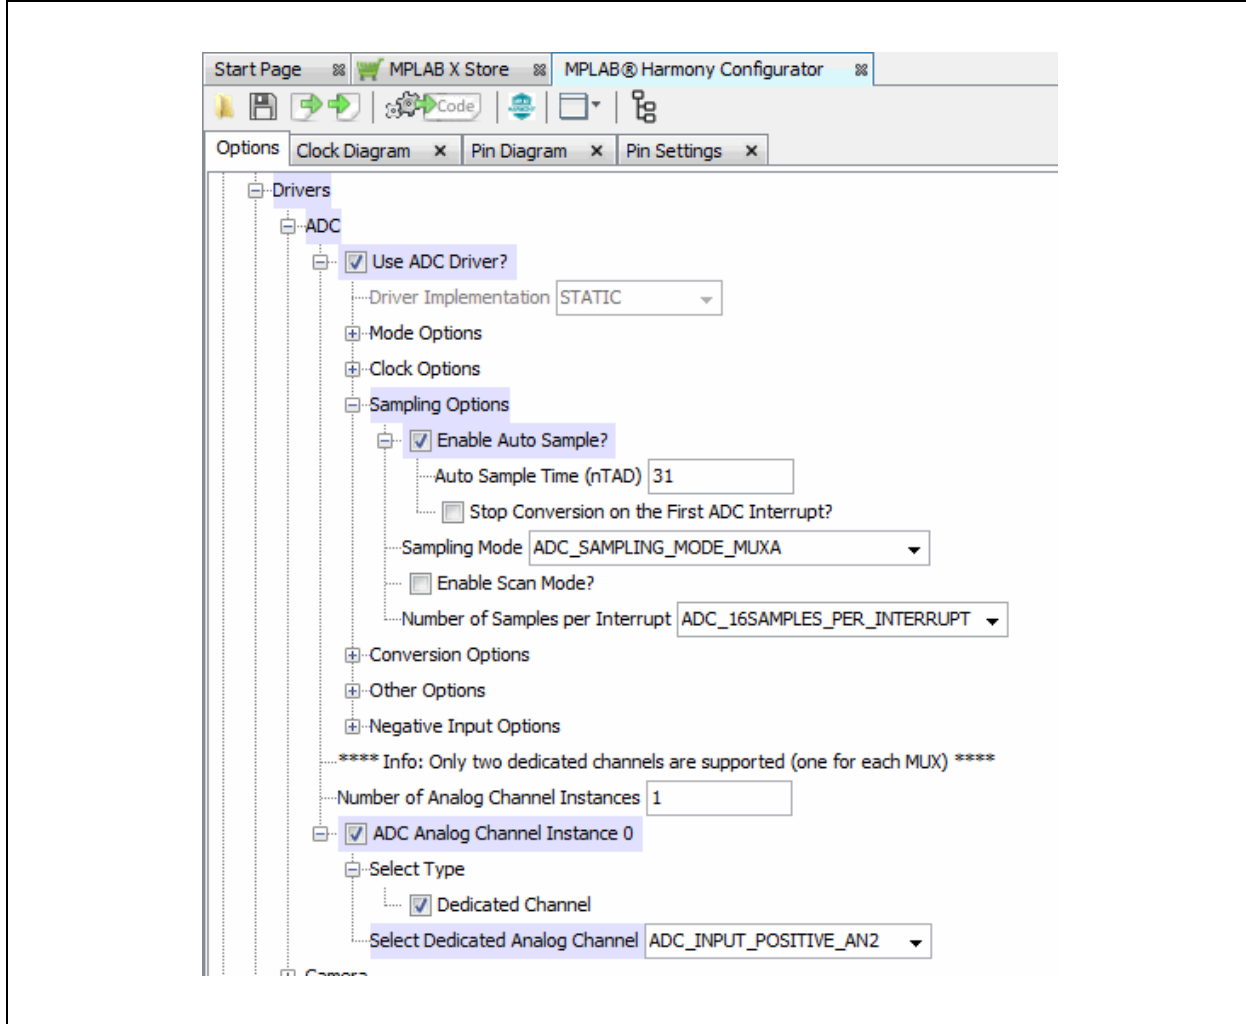 Start Page MPLAB X Store MPLAB® Harmony Configurator
Code
Options Clock Diagram Pin Diagram Pin Settings
Drivers
ADC
Use ADC Driver?
Driver Implementation STATIC
Mode Options
Clock Options
Sampling Options
Enable Auto Sample?
Auto Sample Time (nTAD) 31
Stop Conversion on the First ADC Interrupt?
Sampling Mode ADC_SAMPLING_MODE_MUXA
Enable Scan Mode?
Number of Samples per Interrupt ADC_16SAMPLES_PER_INTERRUPT
Conversion Options
Other Options
Negative Input Options
**** Info: Only two dedicated channels are supported (one for each MUX) ****
Number of Analog Channel Instances 1
ADC Analog Channel Instance 0
Select Type
Dedicated Channel
Select Dedicated Analog Channel ADC_INPUT_POSITIVE_AN2
Camera